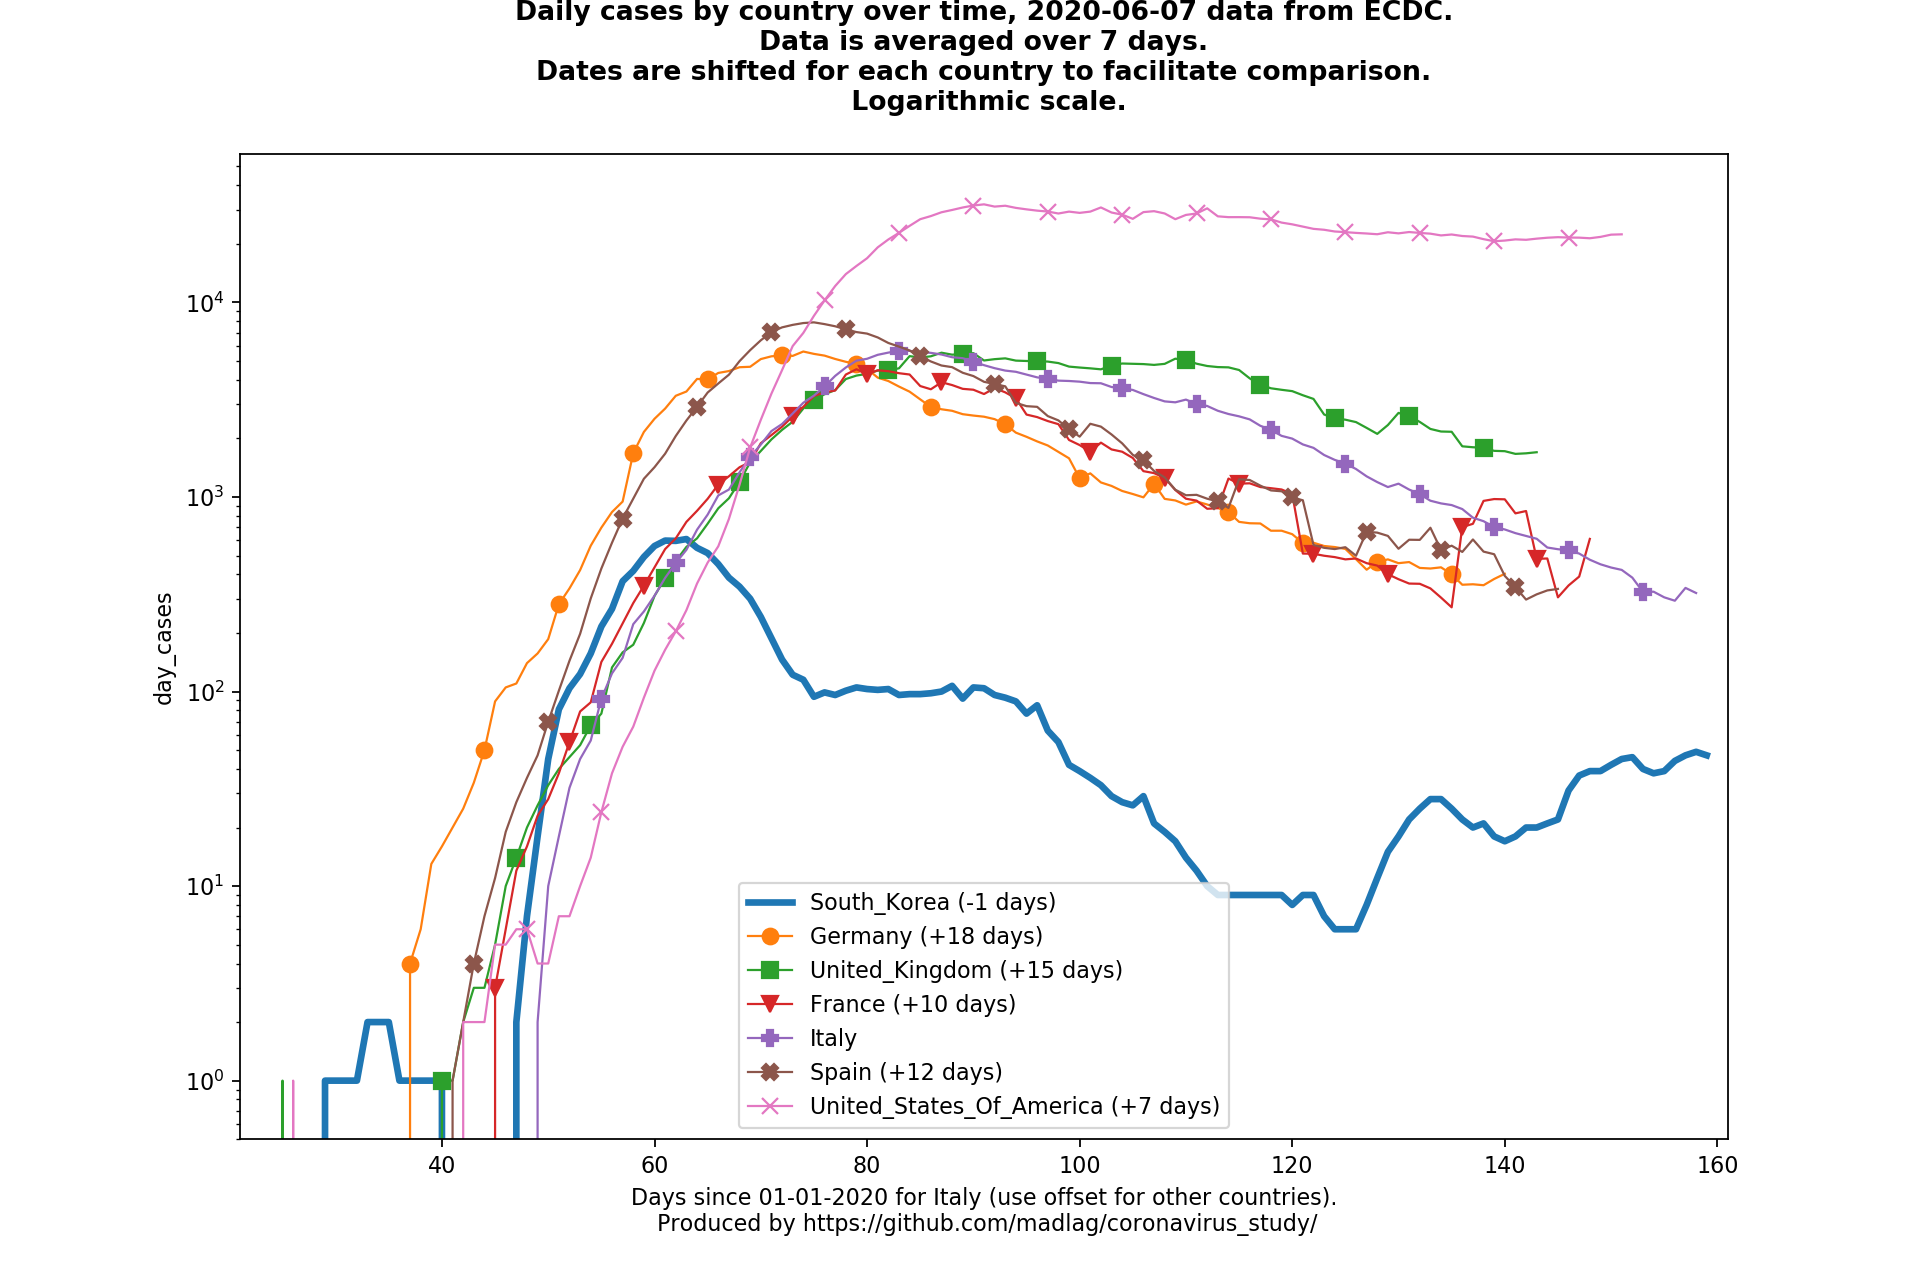 Daily cases by country over time, 2020-06-07 data from ECDC.
Data is averaged over 7 days.
Dates are shifted for each country to facilitate comparison.
Logarithmic scale.
10^4
10^3
10^2
10^1
10^0
day_cases
South_Korea (-1 days)
Germany (+18 days)
United_Kingdom (+15 days)
France (+10 days)
Italy
Spain (+12 days)
United_States_Of_America (+7 days)
40 60 80 100 120 140 160
Days since 01-01-2020 for Italy (use offset for other countries).
Produced by https://github.com/madlag/coronavirus_study/